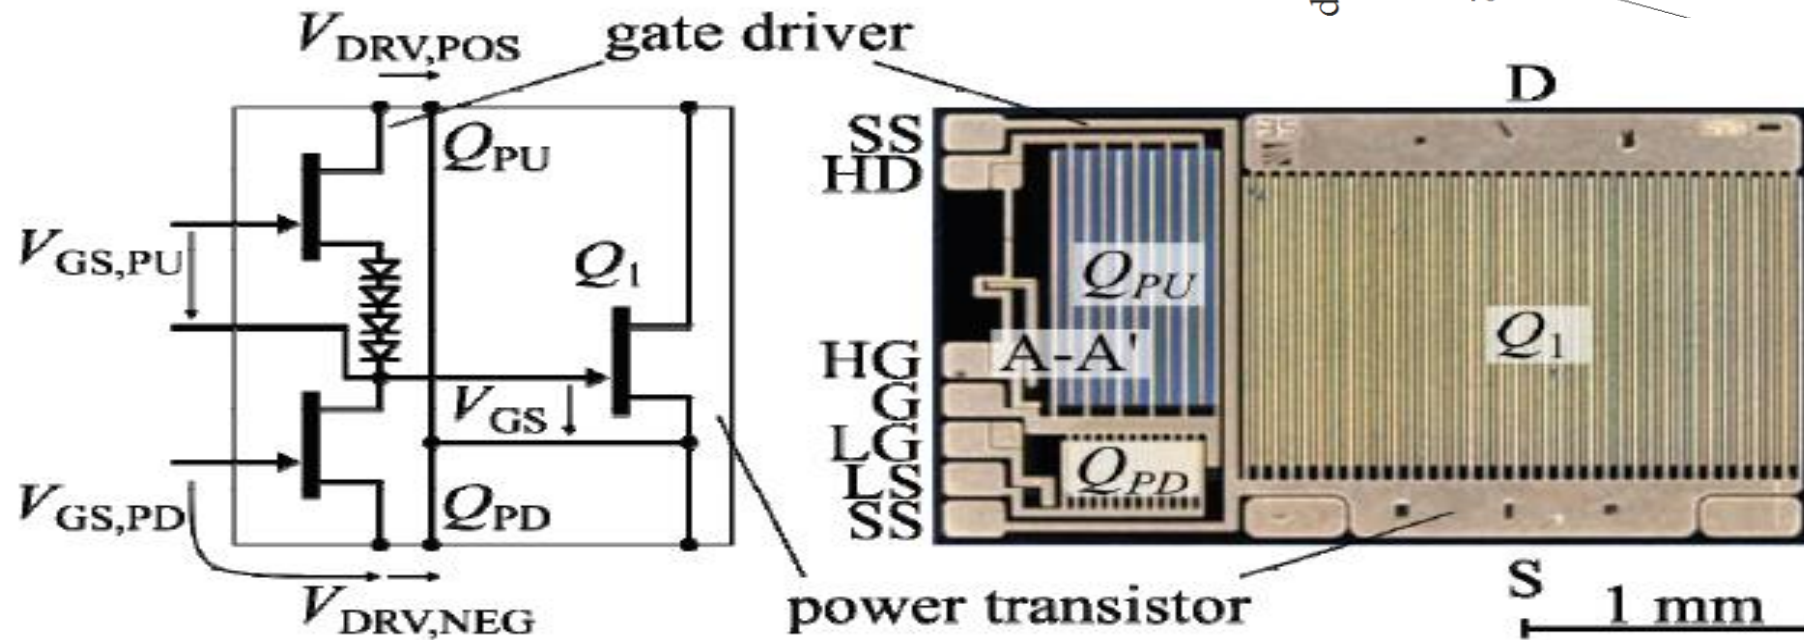 V_DRV,POS
gate driver
Q_PU
V_GS,PU
Q_1
V_GS
V_GS,PD
Q_PD
V_DRV,NEG
D
SS
HD
Q_PU
A-A'
HG
G
LG
LS
SS
Q_PD
Q_1
power transistor
S
1 mm